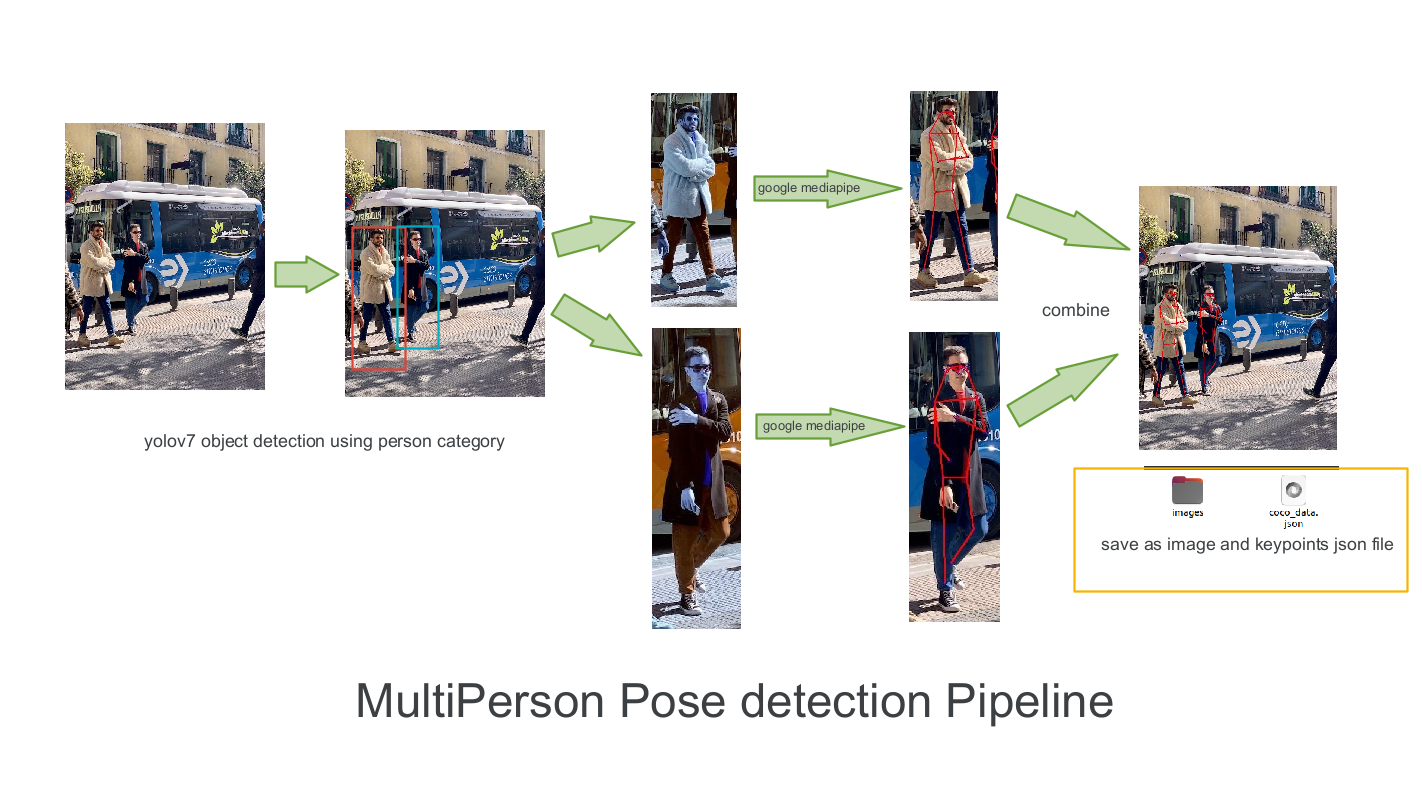 google mediapipe
combine
yolov7 object detection using person category
google mediapipe
images
coco_data.
json
save as image and keypoints json file
MultiPerson Pose detection Pipeline